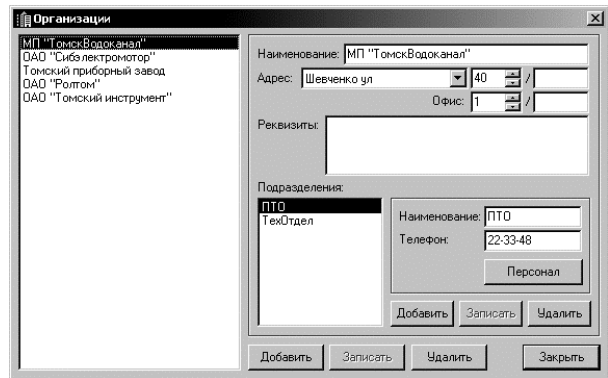 Организации
МП "ТомскВодоканал"
ОАО "Сибэлектромотор"
Томский приборный завод
ОАО "Ролтом"
ОАО "Томский инструмент"
Наименование: МП "ТомскВодоканал"
Адрес: Шевченко ул 40 /
Офис: 1 /
Реквизиты:
Подразделения:
ПТО
ТехОтдел
Наименование: ПТО
Телефон: 22-33-48
Персонал
Добавить Записать Удалить
Добавить Записать Удалить Закрыть